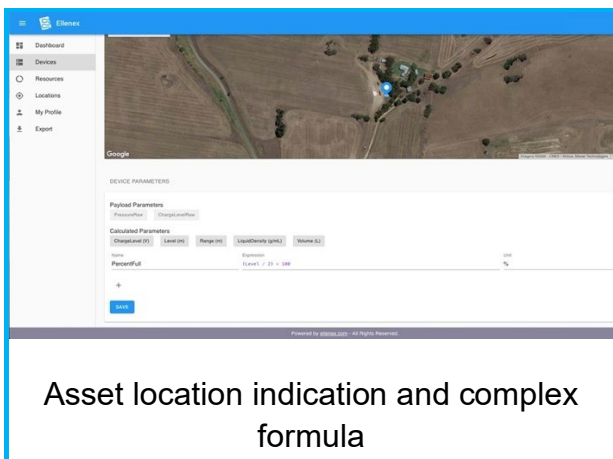 Ellenex
Dashboard
Devices
Resources
Locations
My Profile
Export
Google
DEVICE PARAMETERS
Payload Parameters
PressureRaw ChargeLevelRaw
Calculated Parameters
ChargeLevel (V) Level (m) Range (m) LiquidDensity (g/mL) Volume (L)
Name Expression Unit
PercentFull %
+
SAVE
Powered by ellenex.com - All Rights Reserved.
Asset location indication and complex
formula